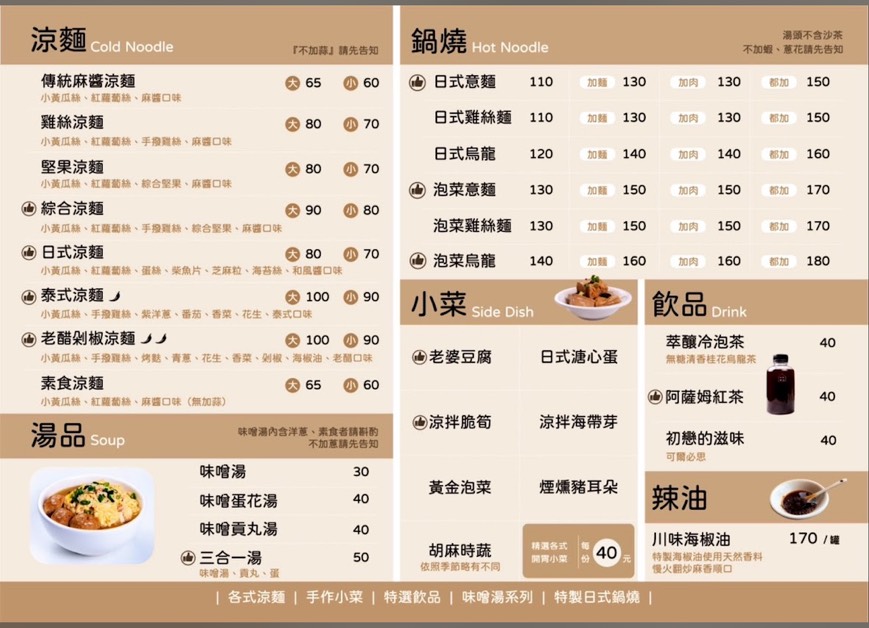 涼麵 Cold Noodle
『不加蒜』請先告知
傳統麻醬涼麵 大 65 小 60
小黃瓜絲、紅蘿蔔絲、麻醬口味
雞絲涼麵 大 80 小 70
小黃瓜絲、紅蘿蔔絲、手撥雞絲、麻醬口味
堅果涼麵 大 80 小 70
小黃瓜絲、紅蘿蔔絲、綜合堅果、麻醬口味
綜合涼麵 大 90 小 80
小黃瓜絲、紅蘿蔔絲、手撥雞絲、綜合堅果、麻醬口味
日式涼麵 大 80 小 70
小黃瓜絲、紅蘿蔔絲、蛋絲、柴魚片、芝麻粒、海苔絲、和風醬口味
泰式涼麵 大 100 小 90
小黃瓜絲、手撥雞絲、紫洋蔥、番茄、香菜、花生、泰式口味
老醋剁椒涼麵 大 100 小 90
小黃瓜絲、手撥雞絲、烤麩、青蔥、花生、香菜、剁椒、海椒油、老醋口味
素食涼麵 大 65 小 60
小黃瓜絲、紅蘿蔔絲、麻醬口味（無加蒜）
湯品 Soup
味噌湯內含洋蔥、素食者請斟酌
不加蔥請先告知
味噌湯 30
味噌蛋花湯 40
味噌貢丸湯 40
三合一湯 50
味噌湯、貢丸、蛋
鍋燒 Hot Noodle
湯頭不含沙茶
不加蝦、蔥花請先告知
日式意麵 110 加麵 130 加肉 130 都加 150
日式雞絲麵 110 加麵 130 加肉 130 都加 150
日式烏龍 120 加麵 140 加肉 140 都加 160
泡菜意麵 130 加麵 150 加肉 150 都加 170
泡菜雞絲麵 130 加麵 150 加肉 150 都加 170
泡菜烏龍 140 加麵 160 加肉 160 都加 180
小菜 Side Dish
老婆豆腐 日式溏心蛋
涼拌脆筍 涼拌海帶芽
黃金泡菜 煙燻豬耳朵
胡麻時蔬
依照季節略有不同
精選各式
開胃小菜
每份 40 元
飲品 Drink
萃釀冷泡茶 40
無糖清香桂花烏龍茶
阿薩姆紅茶 40
初戀的滋味 40
可爾必思
辣油
川味海椒油 170 /罐
特製海椒油使用天然香料
慢火翻炒麻香順口
| 各式涼麵 | 手作小菜 | 特選飲品 | 味噌湯系列 | 特製日式鍋燒 |